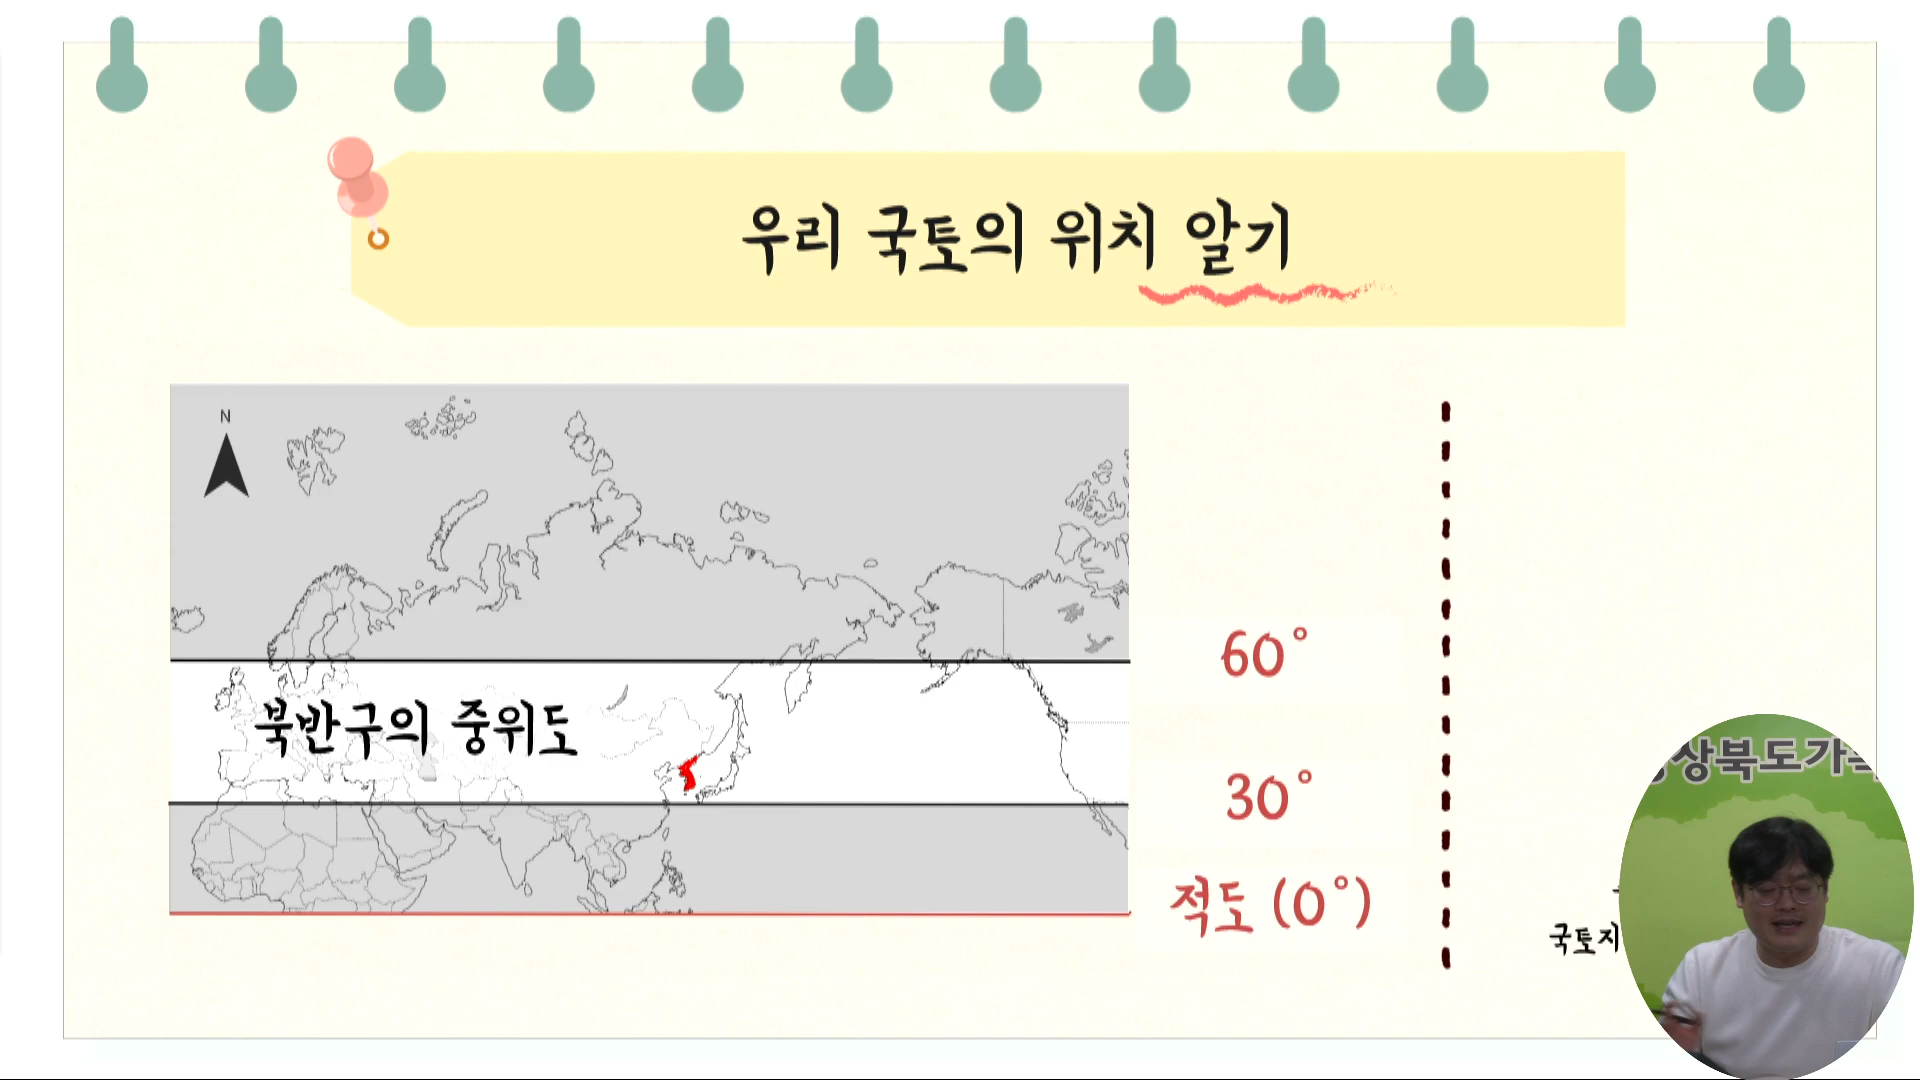 우리 국토의 위치 알기
N
북반구의 중위도
60°
30°
적도 (0°)
상북도가
국토지